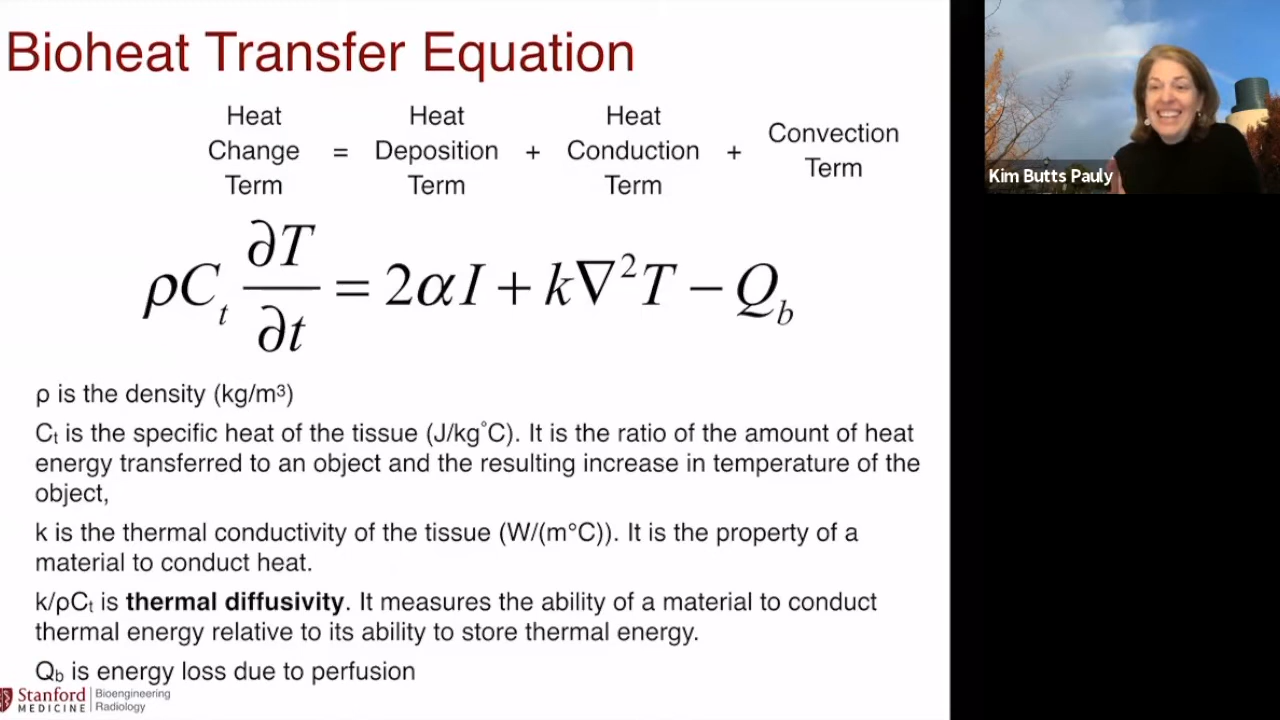 Bioheat Transfer Equation
Heat Heat Heat
Convection
Change = Deposition + Conduction +
Term
Term Term Term
ρC_t ∂T/∂t = 2αI + k∇²T − Q_b
ρ is the density (kg/m³)
Cₜ is the specific heat of the tissue (J/kg°C). It is the ratio of the amount of heat
energy transferred to an object and the resulting increase in temperature of the
object,
k is the thermal conductivity of the tissue (W/(m°C)). It is the property of a
material to conduct heat.
k/ρCₜ is thermal diffusivity. It measures the ability of a material to conduct
thermal energy relative to its ability to store thermal energy.
Q_b is energy loss due to perfusion
Stanford
MEDICINE
Bioengineering
Radiology
Kim Butts Pauly